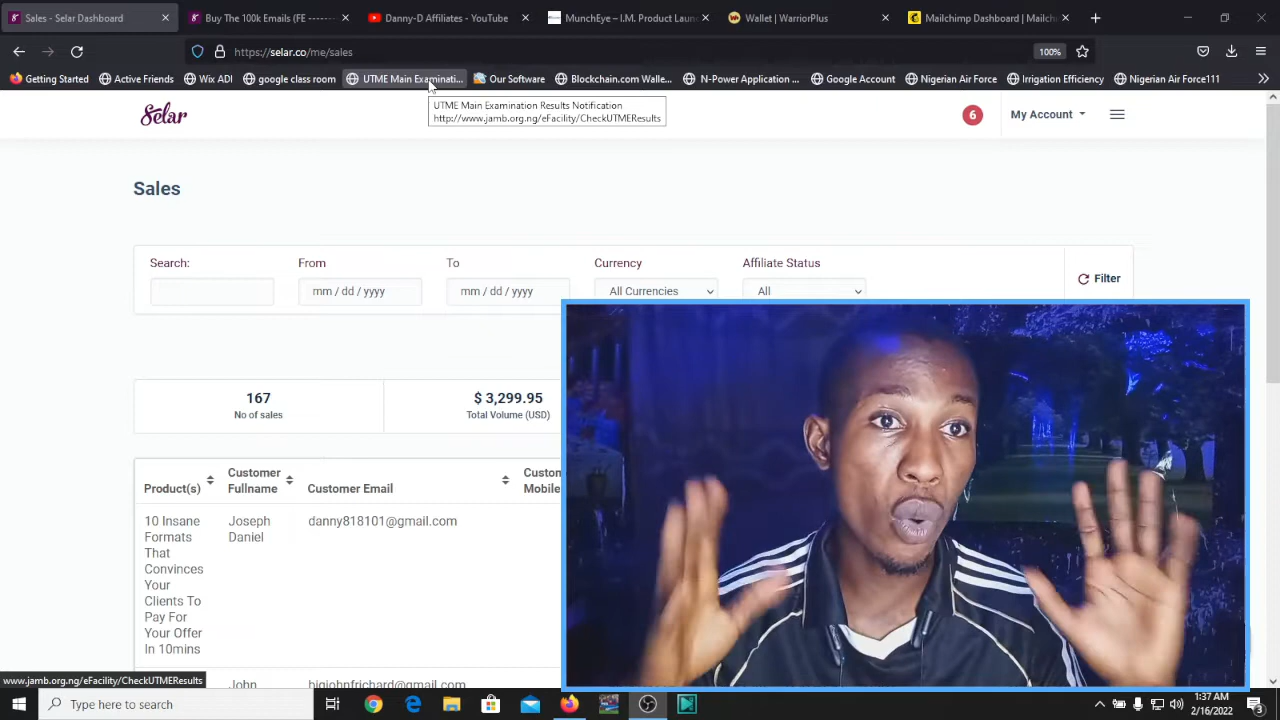 Sales - Selar Dashboard
Buy The 100k Emails (FE -------
Danny-D Affiliates - YouTube
MunchEye – I.M. Product Laun
Wallet | WarriorPlus
Mailchimp Dashboard | Mailch
https://selar.co/me/sales
100%
Getting Started
Active Friends
Wix ADI
google class room
UTME Main Examinati...
Our Software
Blockchain.com Walle...
N-Power Application ...
Google Account
Nigerian Air Force
Irrigation Efficiency
Nigerian Air Force111
UTME Main Examination Results Notification
http://www.jamb.org.ng/eFacility/CheckUTMEResults
Selar
6
My Account
Sales
Search:
From
To
Currency
Affiliate Status
mm / dd / yyyy
mm / dd / yyyy
All Currencies
All
Filter
167
No of sales
$ 3,299.95
Total Volume (USD)
Product(s)
Customer
Fullname
Customer Email
Custom
Mobile
10 Insane
Formats
That
Convinces
Your
Clients To
Pay For
Your Offer
In 10mins
Joseph
Daniel
danny818101@gmail.com
John
bigjohnfrichard@gmail.com
www.jamb.org.ng/eFacility/CheckUTMEResults
Type here to search
1:37 AM
2/16/2022
3